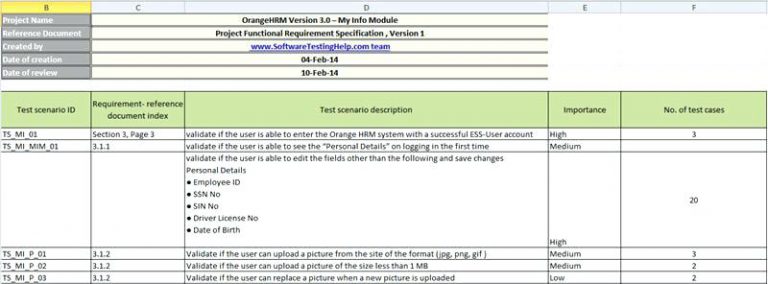 B C D E F
Project Name OrangeHRM Version 3.0 – My Info Module
Reference Document Project Functional Requirement Specification , Version 1
Created by www.SoftwareTestingHelp.com team
Date of creation 04-Feb-14
Date of review 10-Feb-14
Test scenario ID Requirement- reference document index Test scenario description Importance No. of test cases
TS_MI_01 Section 3, Page 3 validate if the user is able to enter the Orange HRM system with a successful ESS-User account High 3
TS_MI_MIM_01 3.1.1 validate if the user is able to see the “Personal Details” on logging in the first time Medium
validate if the user is able to edit the fields other than the following and save changes
Personal Details
● Employee ID
● SSN No
● SIN No
● Driver License No
● Date of Birth
High 20
TS_MI_P_01 3.1.2 Validate if the user can upload a picture from the site of the format (jpg, png, gif ) Medium 3
TS_MI_P_02 3.1.2 Validate if the user can upload a picture of the size less than 1 MB Medium 2
TS_MI_P_03 3.1.2 Validate if the user can replace a picture when a new picture is uploaded Low 2